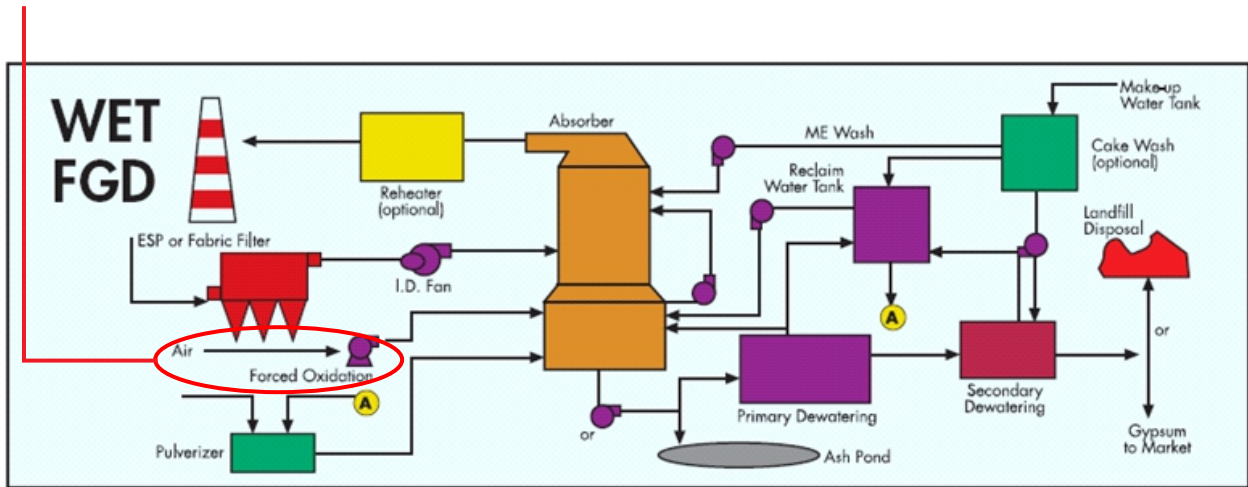 WET
FGD
Absorber
ME Wash
Make-up
Water Tank
Cake Wash
(optional)
Reclaim
Water Tank
Reheater
(optional)
Landfill
Disposal
ESP or Fabric Filter
I.D. Fan
A
or
Air
Forced Oxidation
A
Secondary
Dewatering
Primary Dewatering
or
Gypsum
to Market
Pulverizer
Ash Pond